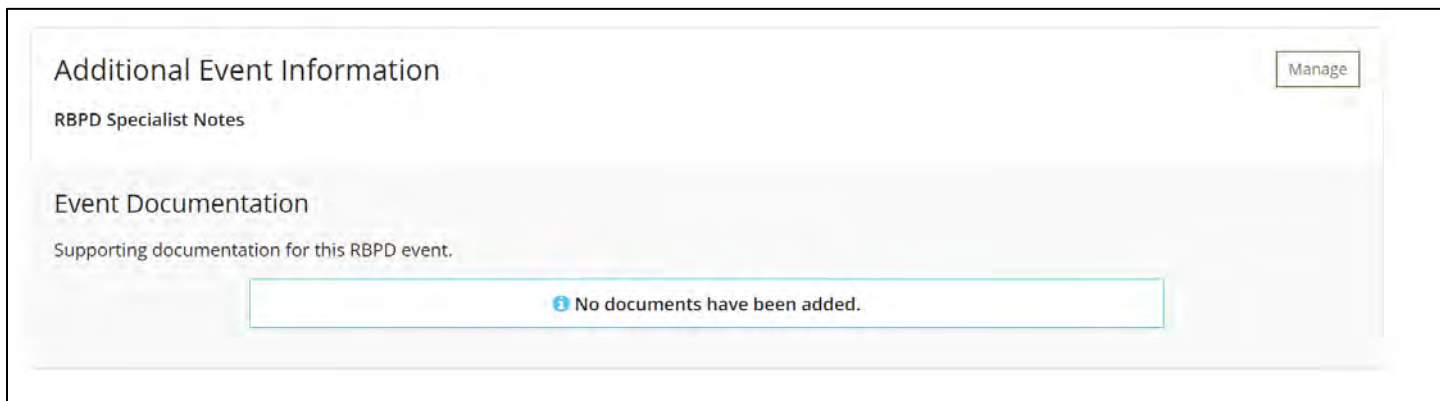 Additional Event Information
Manage
RBPD Specialist Notes
Event Documentation
Supporting documentation for this RBPD event.
No documents have been added.